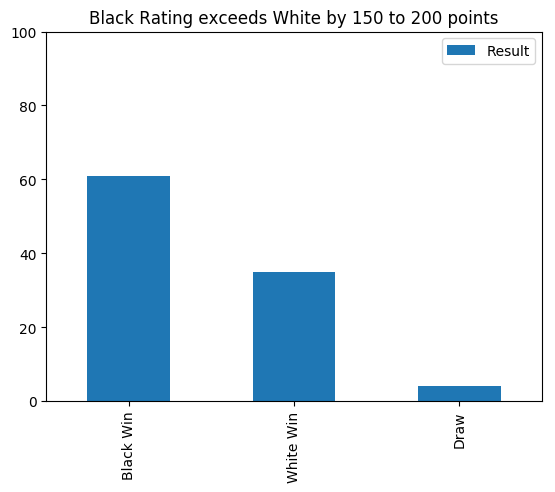 Black Rating exceeds White by 150 to 200 points
Result
100
80
60
40
20
0
Black Win
White Win
Draw